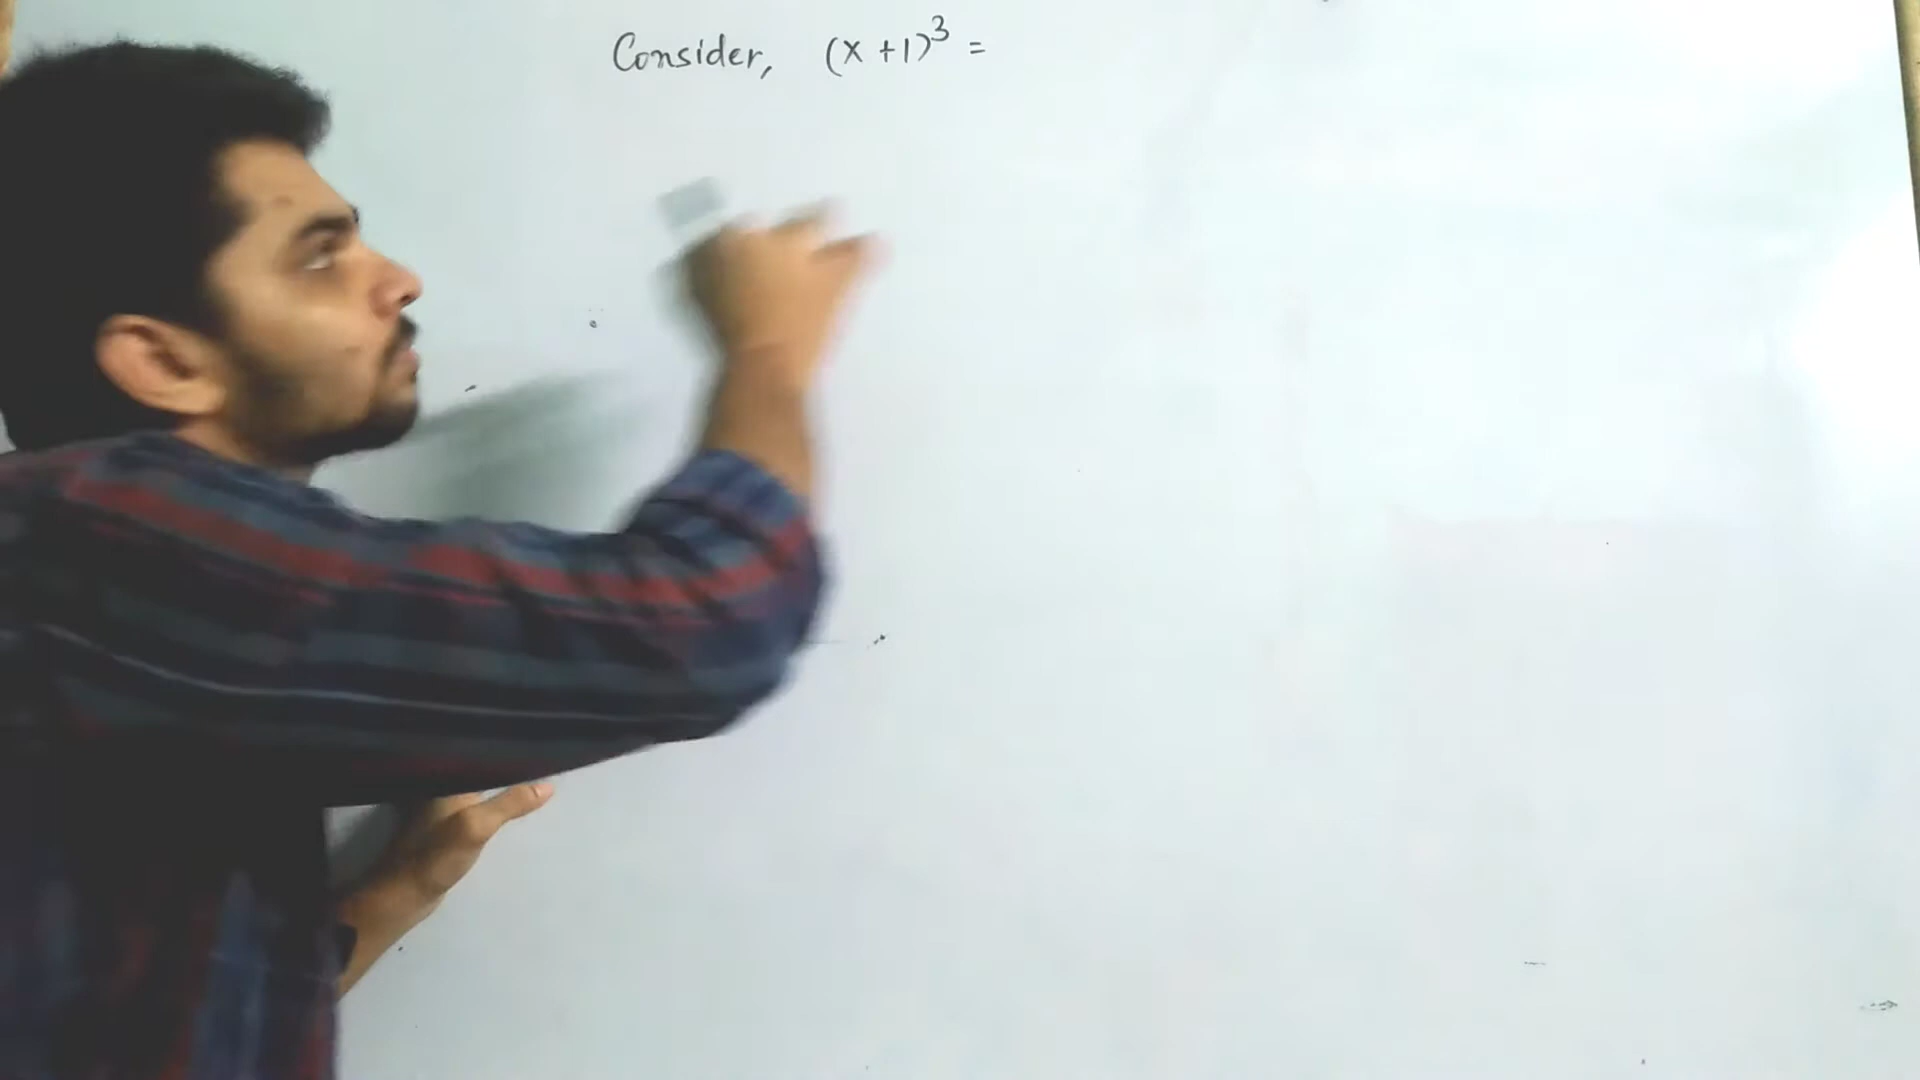 Consider, (x +1)³ =